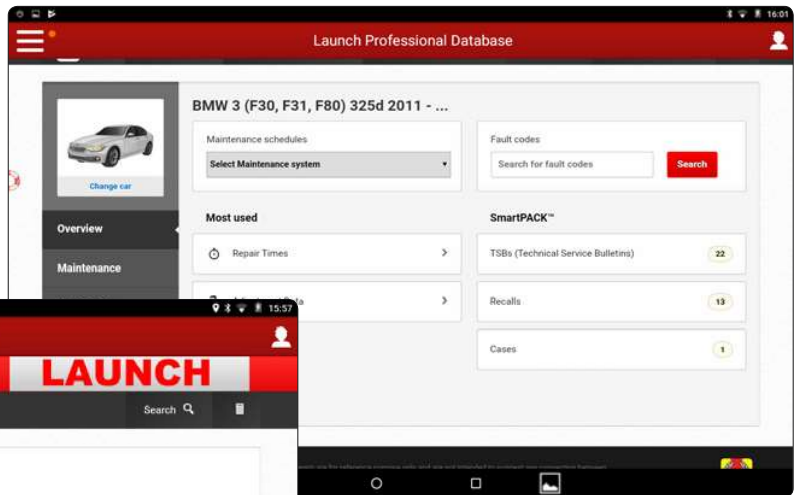 16:01
Launch Professional Database
BMW 3 (F30, F31, F80) 325d 2011 - ...
Maintenance schedules
Select Maintenance system
Fault codes
Search for fault codes
Search
Change car
Overview
Maintenance
Most used
Repair Times
SmartPACK™
TSBs (Technical Service Bulletins)
22
Recalls
13
Cases
1
15:57
LAUNCH
Search